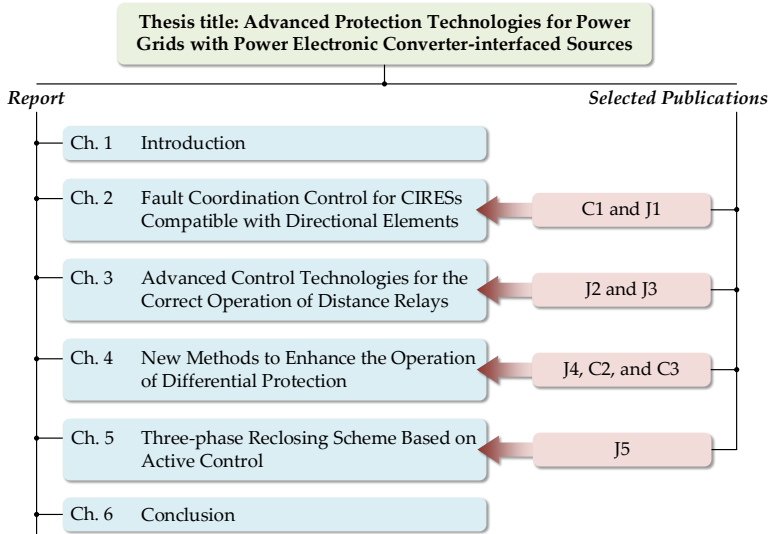 Thesis title: Advanced Protection Technologies for Power
Grids with Power Electronic Converter-interfaced Sources
Report
Selected Publications
Ch. 1 Introduction
Ch. 2 Fault Coordination Control for CIRESs
Compatible with Directional Elements
C1 and J1
Ch. 3 Advanced Control Technologies for the
Correct Operation of Distance Relays
J2 and J3
Ch. 4 New Methods to Enhance the Operation
of Differential Protection
J4, C2, and C3
Ch. 5 Three-phase Reclosing Scheme Based on
Active Control
J5
Ch. 6 Conclusion